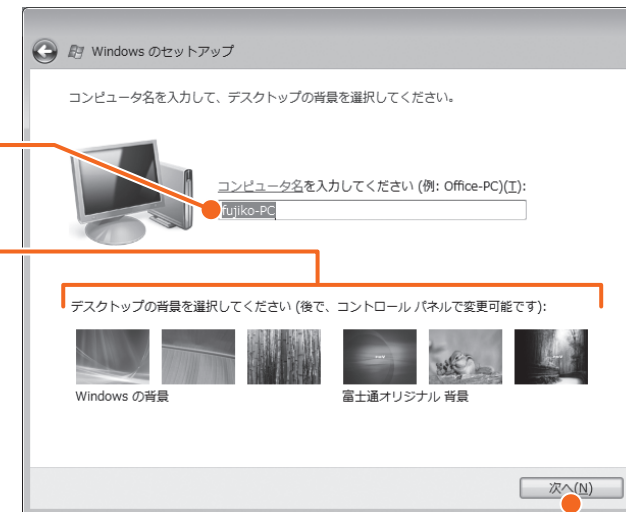 Windows のセットアップ
コンピュータ名を入力して、デスクトップの背景を選択してください。
コンピュータ名を入力してください (例: Office-PC)(T):
fujiko-PC
デスクトップの背景を選択してください (後で、コントロール パネルで変更可能です):
Windows の背景
富士通オリジナル 背景
次へ(N)